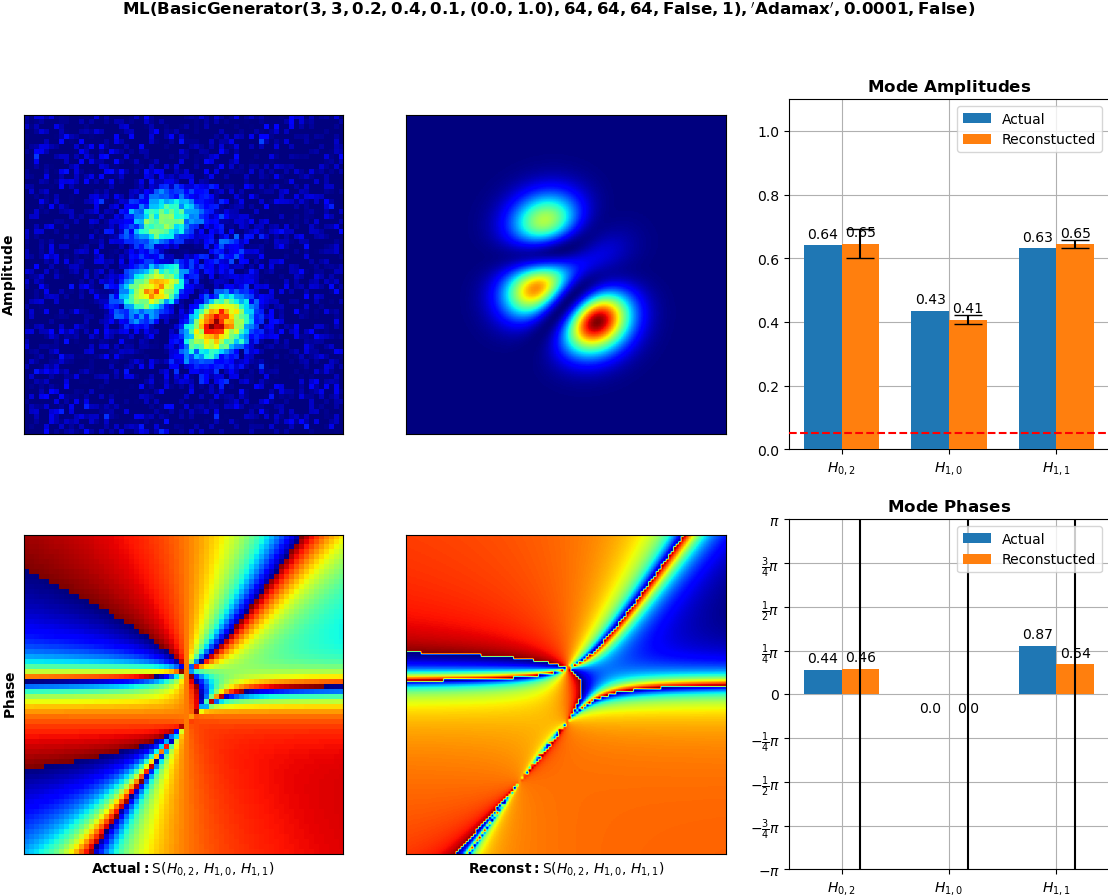 ML(BasicGenerator(3, 3, 0.2, 0.4, 0.1, (0.0, 1.0), 64, 64, 64, False, 1), 'Adamax', 0.0001, False)
Amplitude
Mode Amplitudes
Actual
Reconstucted
1.0
0.8
0.6
0.4
0.2
0.0
0.64
0.65
0.43
0.41
0.63
0.65
H0,2
H1,0
H1,1
Phase
Actual: S(H0,2, H1,0, H1,1)
Reconst: S(H0,2, H1,0, H1,1)
Mode Phases
Actual
Reconstucted
π
3/4π
1/2π
1/4π
0
−1/4π
−1/2π
−3/4π
−π
0.44
0.46
0.0
0.0
0.87
0.54
H0,2
H1,0
H1,1